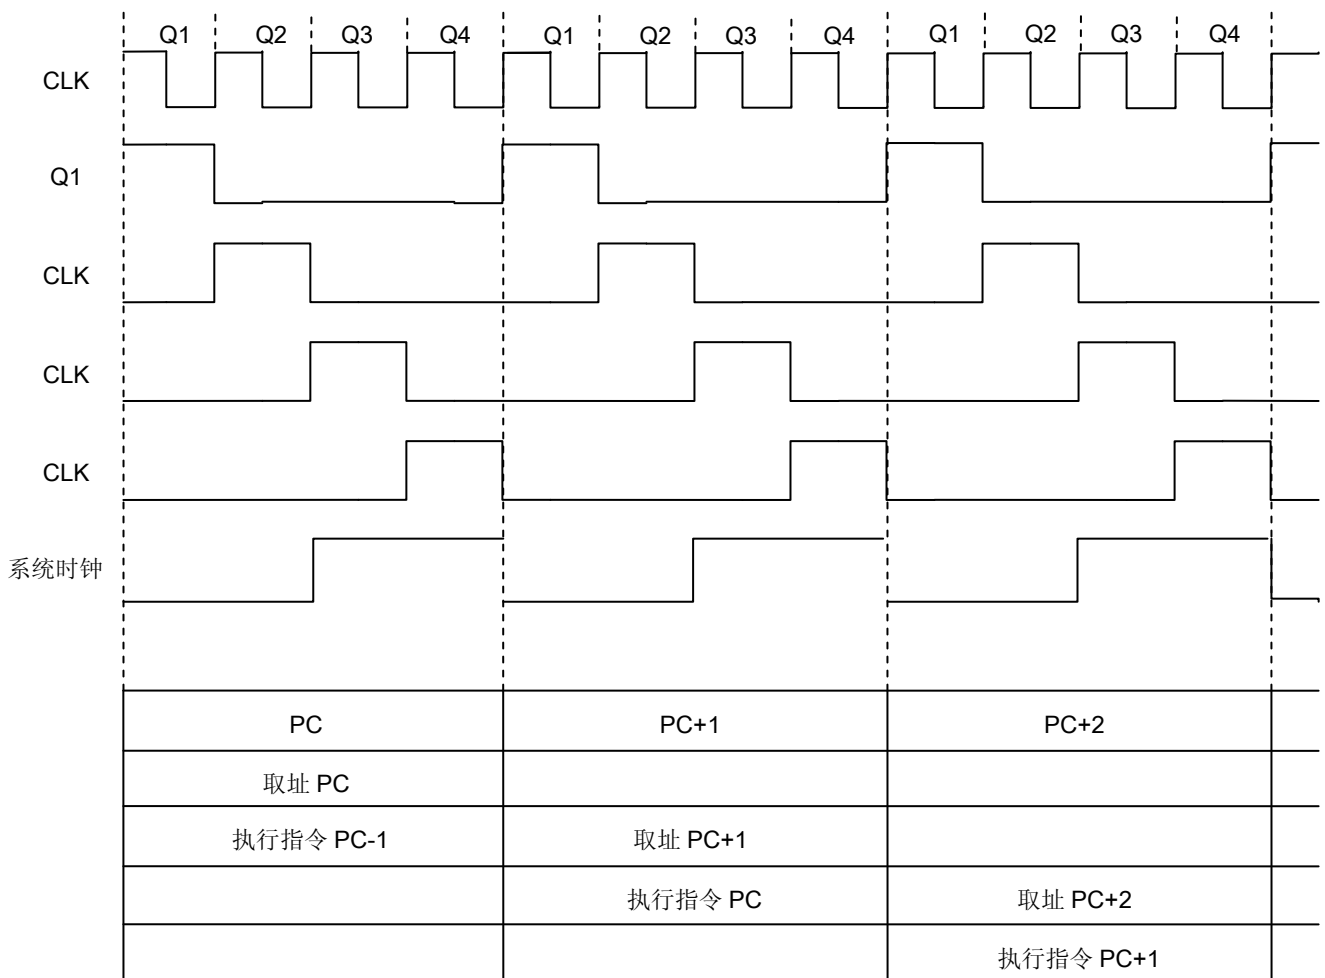 Q1 Q2 Q3 Q4 Q1 Q2 Q3 Q4 Q1 Q2 Q3 Q4
CLK
Q1
CLK
CLK
CLK
系统时钟
PC PC+1 PC+2
取址 PC
执行指令 PC-1 取址 PC+1
执行指令 PC 取址 PC+2
执行指令 PC+1